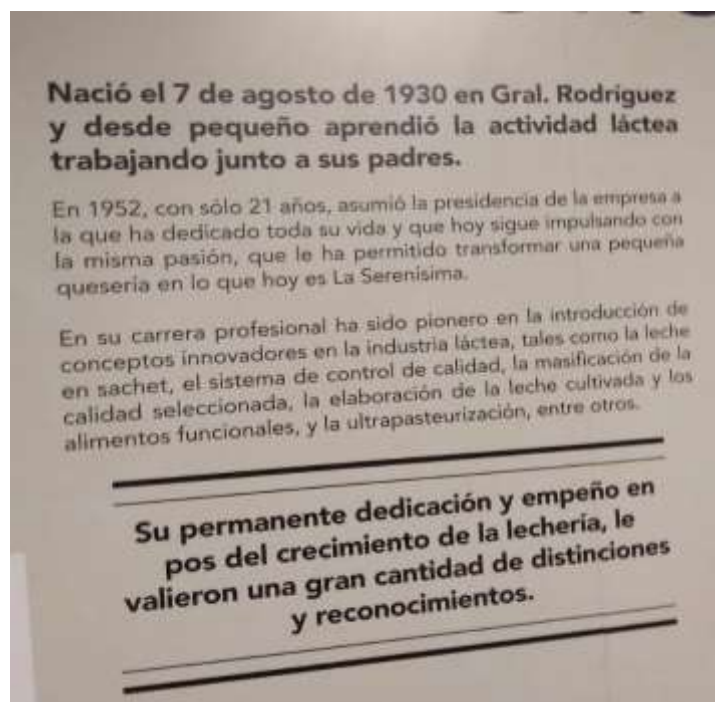 Nació el 7 de agosto de 1930 en Gral. Rodríguez
y desde pequeño aprendió la actividad láctea
trabajando junto a sus padres.
En 1952, con sólo 21 años, asumió la presidencia de la empresa a
la que ha dedicado toda su vida y que hoy sigue impulsando con
la misma pasión, que le ha permitido transformar una pequeña
quesería en lo que hoy es La Serenísima.
En su carrera profesional ha sido pionero en la introducción de
conceptos innovadores en la industria láctea, tales como la leche
en sachet, el sistema de control de calidad, la masificación de la
calidad seleccionada, la elaboración de la leche cultivada y los
alimentos funcionales, y la ultrapasteurización, entre otros.
Su permanente dedicación y empeño en
pos del crecimiento de la lechería, le
valieron una gran cantidad de distinciones
y reconocimientos.